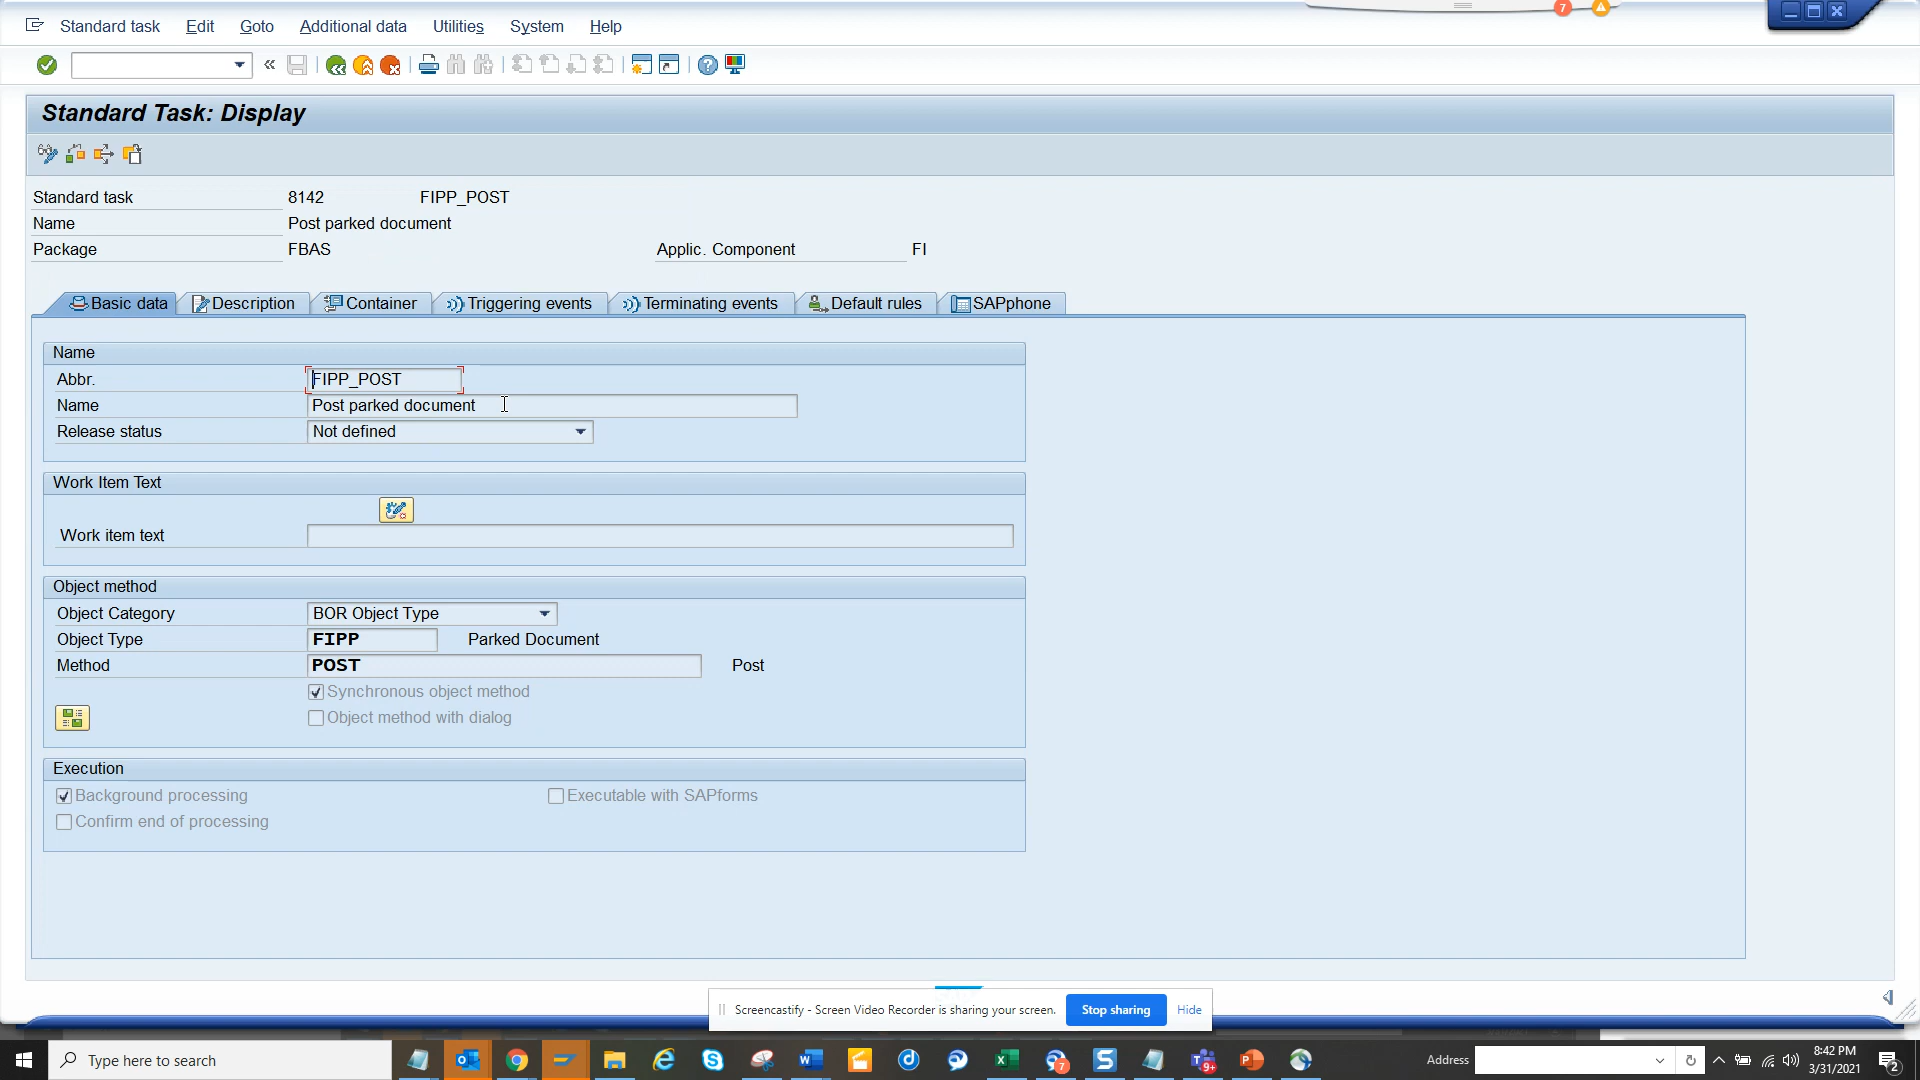 Standard task Edit Goto Additional data Utilities System Help
7
Standard Task: Display
Standard task 8142 FIPP_POST
Name Post parked document
Package FBAS Applic. Component FI
Basic data Description Container Triggering events Terminating events Default rules SAPphone
Name
Abbr. FIPP_POST
Name Post parked document
Release status Not defined
Work Item Text
Work item text
Object method
Object Category BOR Object Type
Object Type FIPP Parked Document
Method POST Post
Synchronous object method
Object method with dialog
Execution
Background processing Executable with SAPforms
Confirm end of processing
Screencastify - Screen Video Recorder is sharing your screen. Stop sharing Hide
Type here to search
7
9+
Address
8:42 PM
3/31/2021
2